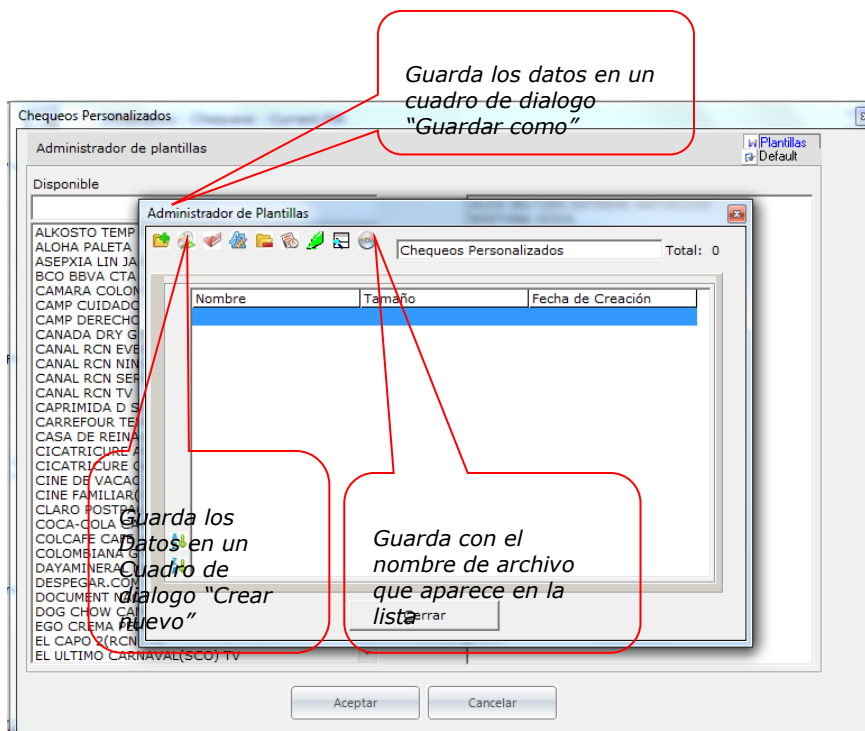 Guarda los datos en un
cuadro de dialogo
“Guardar como”
Chequeos Personalizados
Administrador de plantillas
Plantillas
Default
Disponible
Administrador de Plantillas
Chequeos Personalizados
Total: 0
Nombre Tamaño Fecha de Creación
ALKOSTO TEMP
ALOHA PALETA
ASEPXIA LIN JA
BCO BBVA CTA
CAMARA COLOM
CAMP CUIDADO
CAMP DERECHO
CANADA DRY G
CANAL RCN EVE
CANAL RCN NIN
CANAL RCN SER
CANAL RCN TV
CAPRIMIDA D S
CARREFOUR TE
CASA DE REINA
CICATRICURE
CICATRICURE
CINE DE VACAC
CINE FAMILIAR(
CLARO POSTPA
COCA-COLA
COLCAFE CAFE
COLOMBIANA G
DAYAMINERA
DESPEGAR.COM
DOCUMENT
DOG CHOW CAN
EGO CREMA PE
EL CAPO 2(RCN
EL ULTIMO CARNAVAL(SCO) TV
Guarda los
Datos en un
Cuadro de
dialogo “Crear
nuevo”
Guarda con el
nombre de archivo
que aparece en la
lista
Cerrar
Aceptar
Cancelar